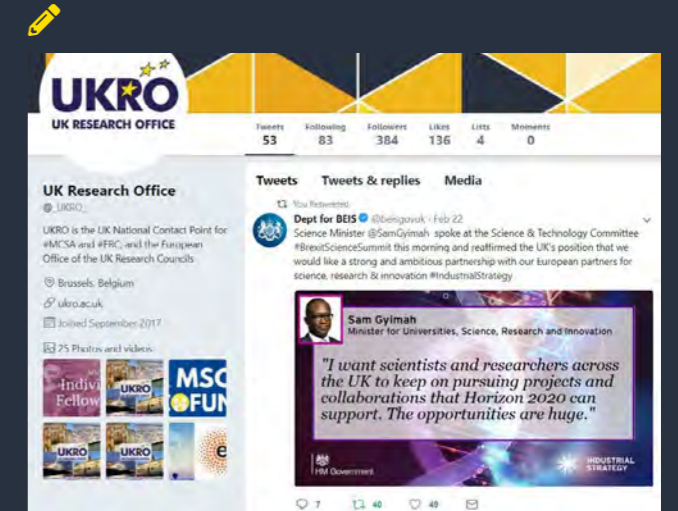 UKRO
UK RESEARCH OFFICE
Tweets Following Followers Likes Lists Moments
53 83 384 136 4 0
UK Research Office
@_UKRO_
UKRO is the UK National Contact Point for
#MCSA and #ERC, and the European
Office of the UK Research Councils
Brussels, Belgium
ukro.ac.uk
Joined September 2017
25 Photos and videos
Indivi
Fellow
UKRO
MSC
FUN
UKRO
UKRO
e
Tweets Tweets & replies Media
You Retweeted
Dept for BEIS @beisgovuk · Feb 22
Science Minister @SamGyimah spoke at the Science & Technology Committee
#BrexitScienceSummit this morning and reaffirmed the UK's position that we
would like a strong and ambitious partnership with our European partners for
science, research & innovation #IndustrialStrategy
Sam Gyimah
Minister for Universities, Science, Research and Innovation
"I want scientists and researchers across
the UK to keep on pursuing projects and
collaborations that Horizon 2020 can
support. The opportunities are huge."
HM Government
INDUSTRIAL
STRATEGY
7 40 49